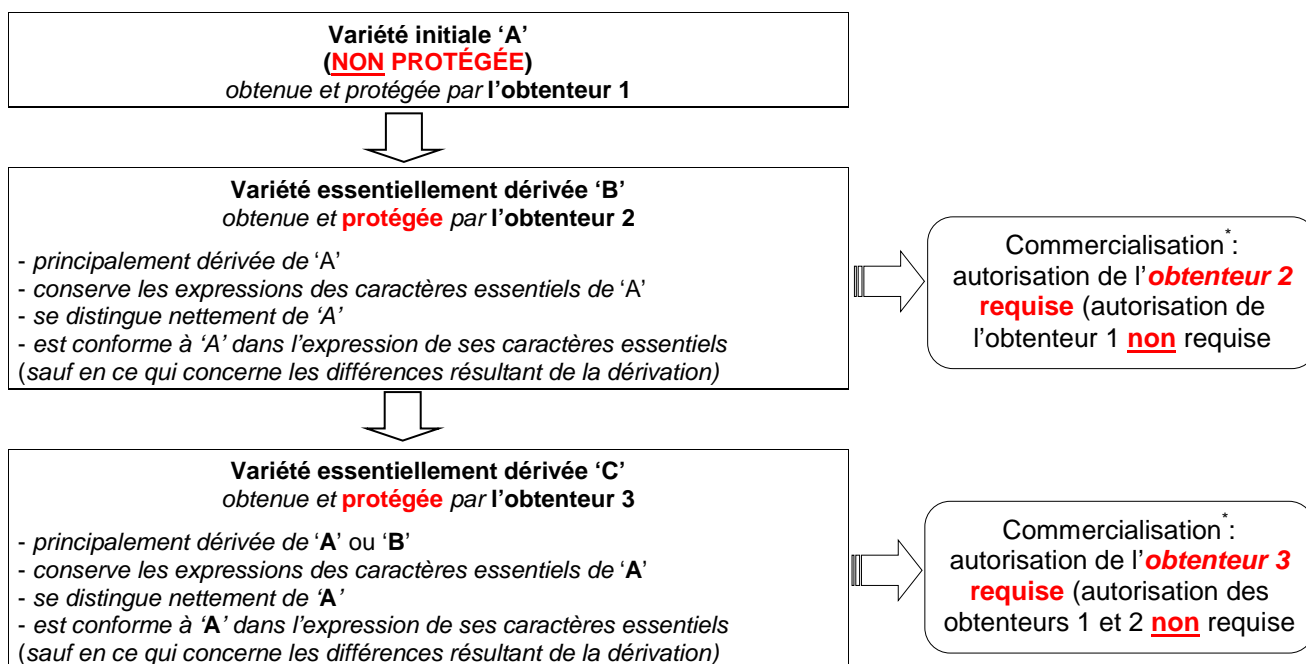 Variété initiale ‘A’
(NON PROTÉGÉE)
obtenue et protégée par l’obtenteur 1
Variété essentiellement dérivée ‘B’
obtenue et protégée par l’obtenteur 2
- principalement dérivée de ‘A’
- conserve les expressions des caractères essentiels de ‘A’
- se distingue nettement de ‘A’
- est conforme à ‘A’ dans l’expression de ses caractères essentiels
(sauf en ce qui concerne les différences résultant de la dérivation)
Commercialisation*:
autorisation de l’obtenteur 2
requise (autorisation de
l’obtenteur 1 non requise
Variété essentiellement dérivée ‘C’
obtenue et protégée par l’obtenteur 3
- principalement dérivée de ‘A’ ou ‘B’
- conserve les expressions des caractères essentiels de ‘A’
- se distingue nettement de ‘A’
- est conforme à ‘A’ dans l’expression de ses caractères essentiels
(sauf en ce qui concerne les différences résultant de la dérivation)
Commercialisation*:
autorisation de l’obtenteur 3
requise (autorisation des
obtenteurs 1 et 2 non requise